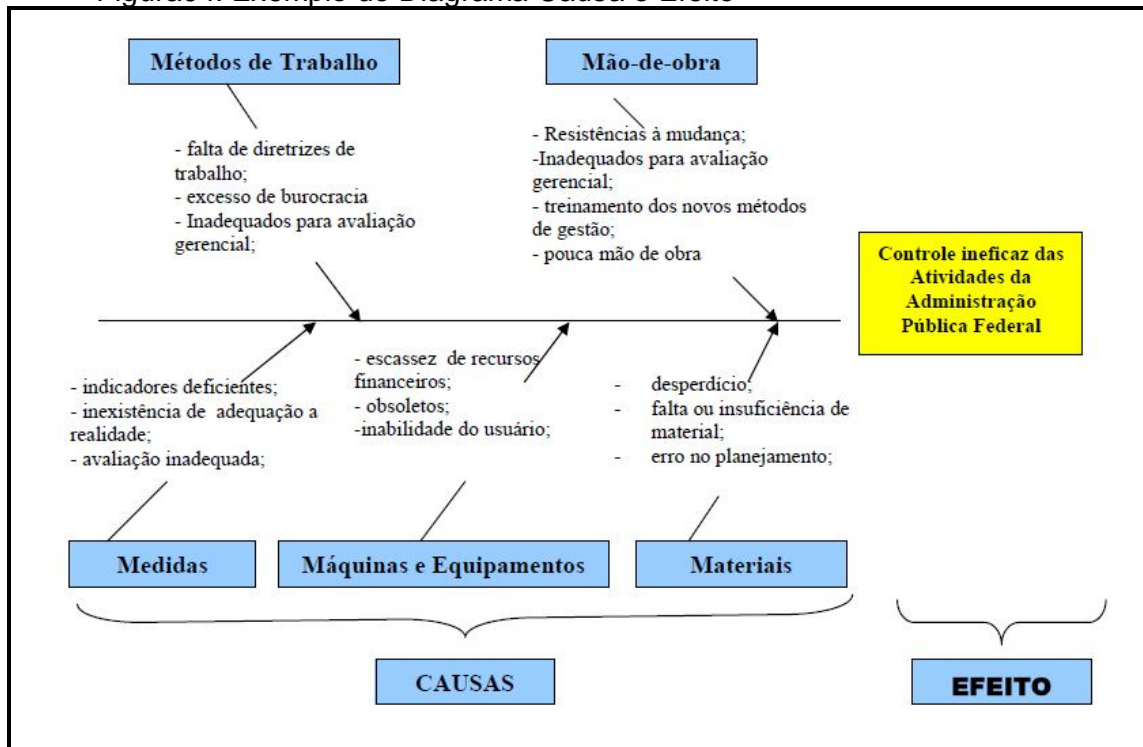 Métodos de Trabalho
Mão-de-obra
- falta de diretrizes de
trabalho;
- excesso de burocracia
- Inadequados para avaliação
gerencial;
- Resistências à mudança;
-Inadequados para avaliação
gerencial;
- treinamento dos novos métodos
de gestão;
- pouca mão de obra
Controle ineficaz das
Atividades da
Administração
Pública Federal
- indicadores deficientes;
- inexistência de adequação a
realidade;
- avaliação inadequada;
- escassez de recursos
financeiros;
- obsoletos;
-inabilidade do usuário;
- desperdício;
- falta ou insuficiência de
material;
- erro no planejamento;
Medidas
Máquinas e Equipamentos
Materiais
CAUSAS
EFEITO